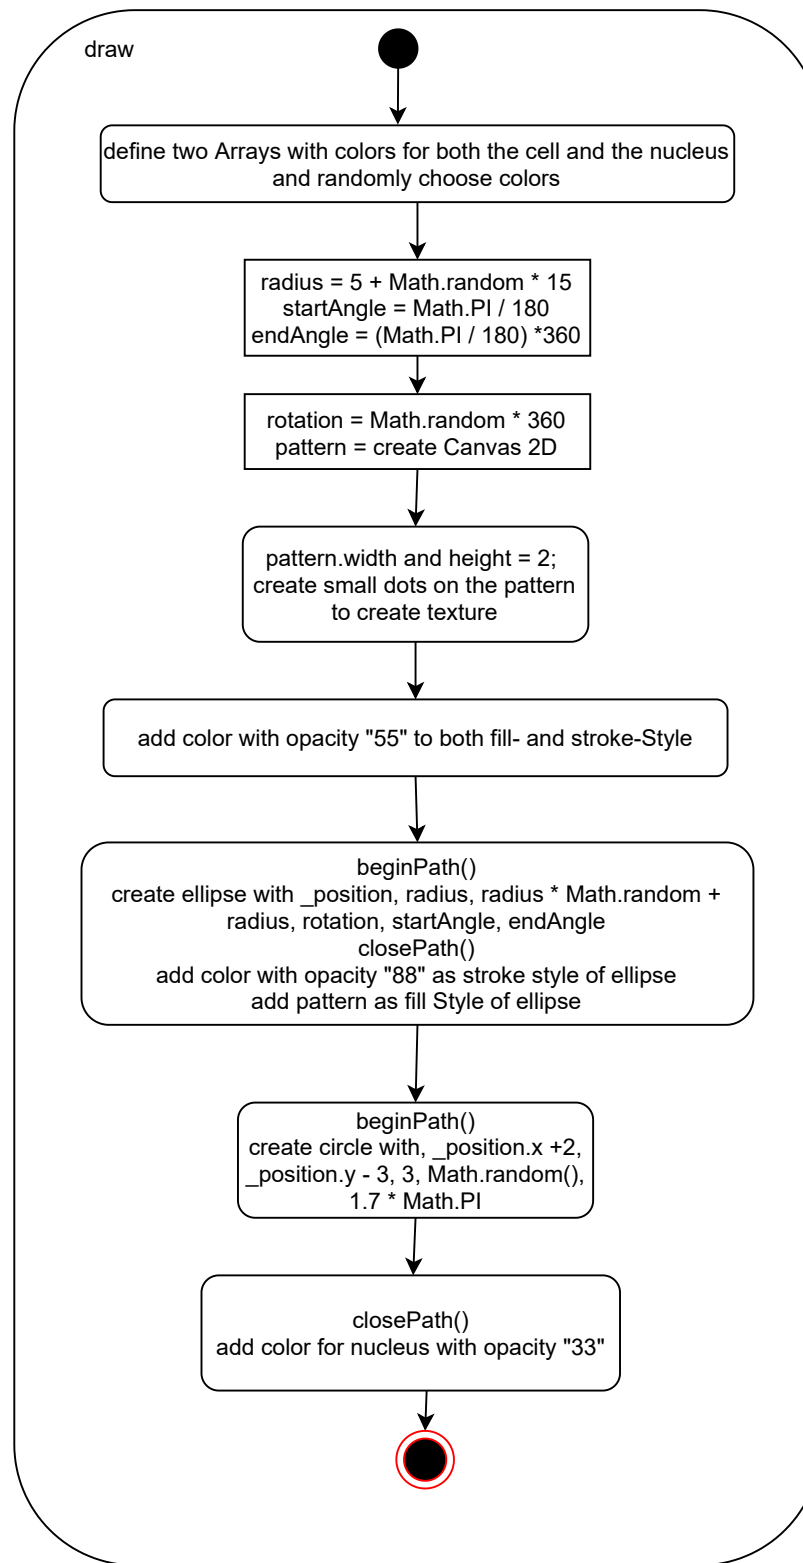 draw
define two Arrays with colors for both the cell and the nucleus
and randomly choose colors
radius = 5 + Math.random * 15
startAngle = Math.PI / 180
endAngle = (Math.PI / 180) *360
rotation = Math.random * 360
pattern = create Canvas 2D
pattern.width and height = 2;
create small dots on the pattern
to create texture
add color with opacity "55" to both fill- and stroke-Style
beginPath()
create ellipse with _position, radius, radius * Math.random +
radius, rotation, startAngle, endAngle
closePath()
add color with opacity "88" as stroke style of ellipse
add pattern as fill Style of ellipse
beginPath()
create circle with, _position.x +2,
_position.y - 3, 3, Math.random(),
1.7 * Math.PI
closePath()
add color for nucleus with opacity "33"